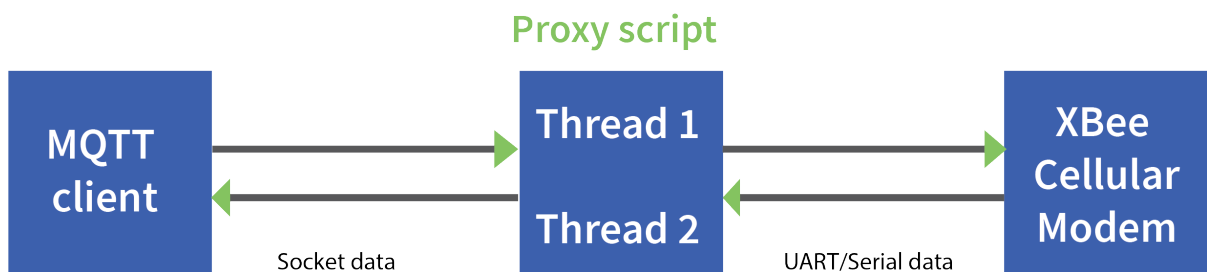 Proxy script
MQTT
client
Thread 1
Thread 2
XBee
Cellular
Modem
Socket data
UART/Serial data